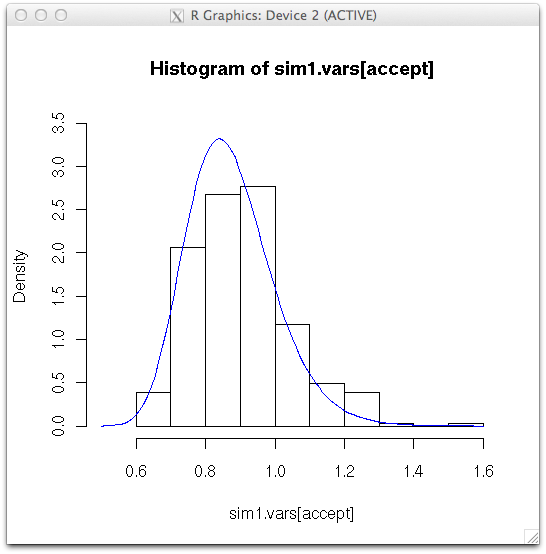 R Graphics: Device 2 (ACTIVE)
Histogram of sim1.vars[accept]
3.5
3.0
2.5
2.0
1.5
1.0
0.5
0.0
Density
0.6 0.8 1.0 1.2 1.4 1.6
sim1.vars[accept]